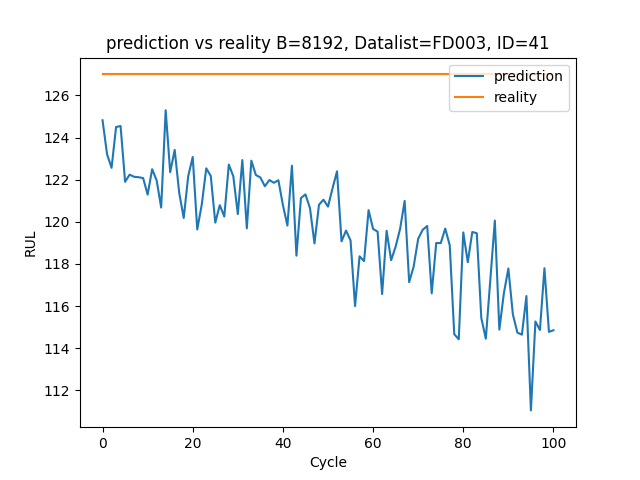 prediction vs reality B=8192, Datalist=FD003, ID=41
prediction
reality
RUL
126
124
122
120
118
116
114
112
0 20 40 60 80 100
Cycle